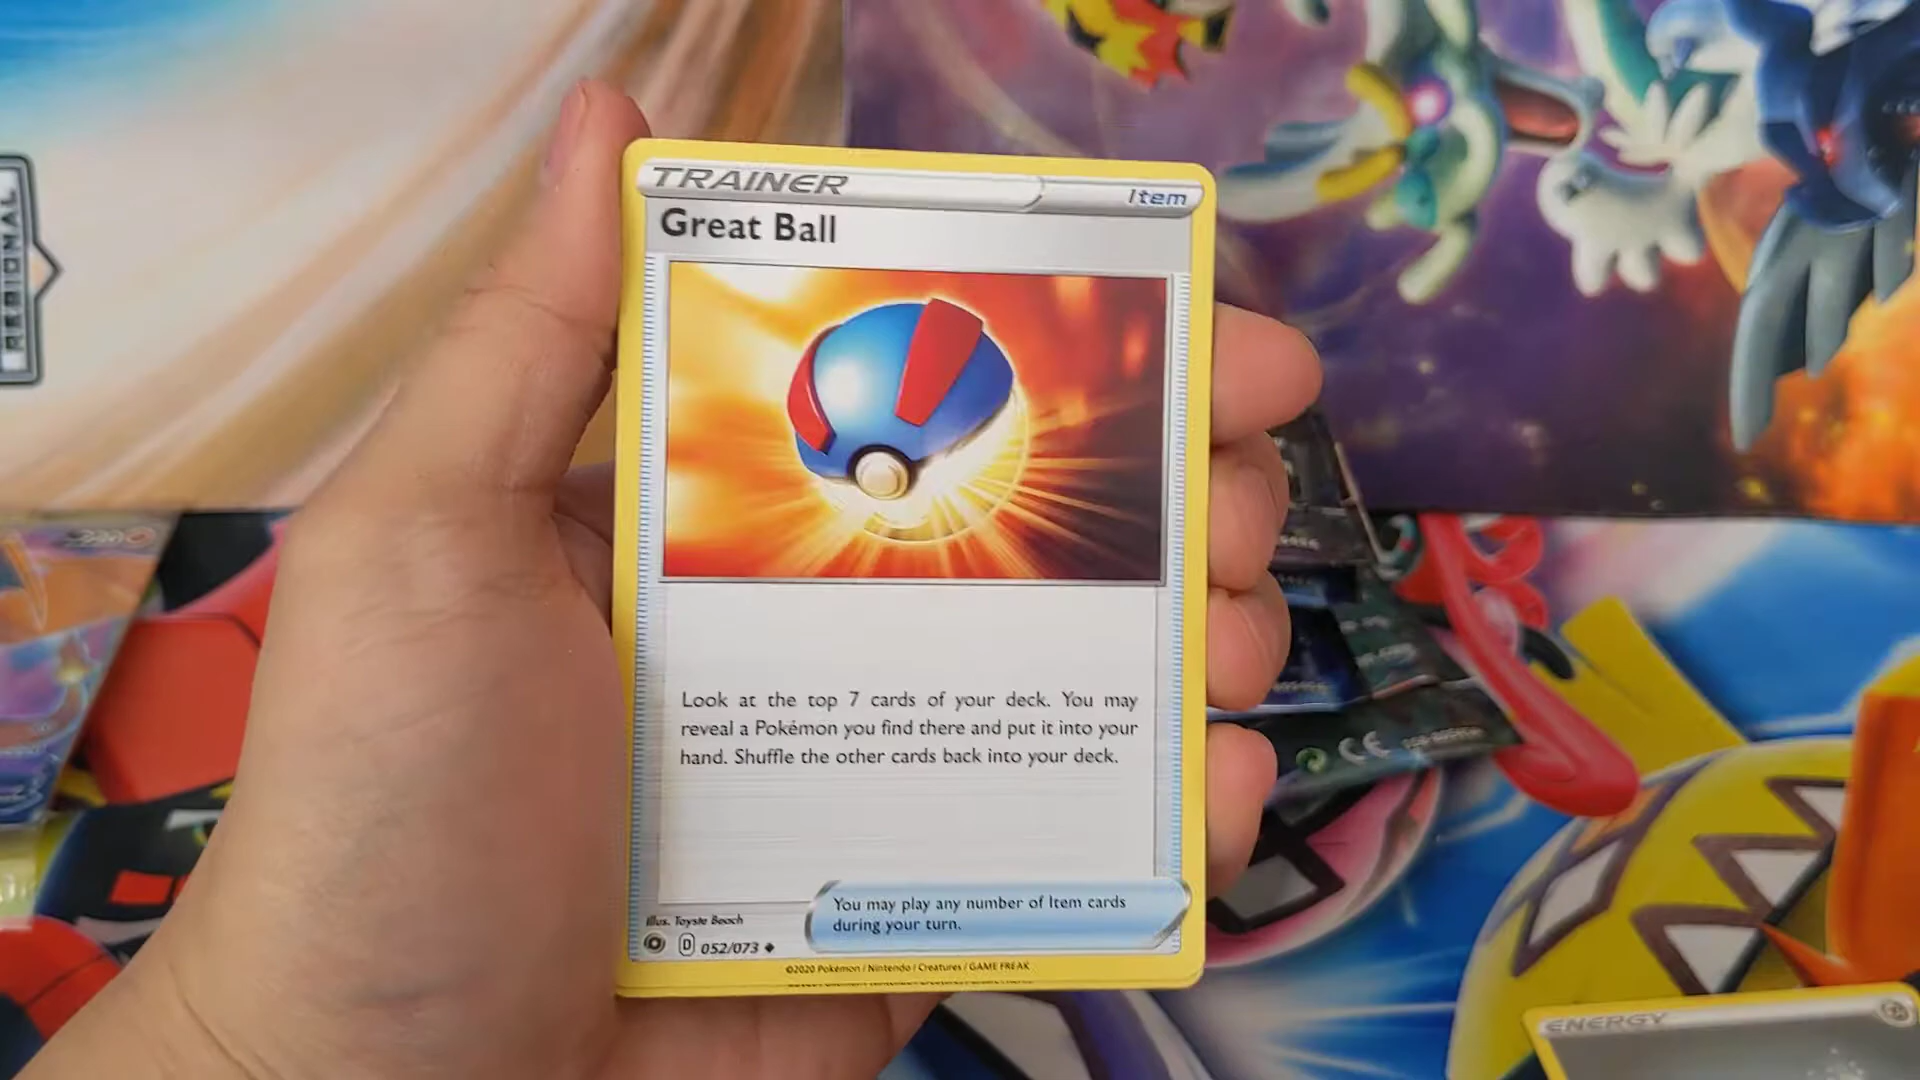 REGIONAL
TRAINER
Item
Great Ball
Look at the top 7 cards of your deck. You may
reveal a Pokémon you find there and put it into your
hand. Shuffle the other cards back into your deck.
You may play any number of Item cards
during your turn.
Illus. Toyste Beach
D 052/073
©2020 Pokémon / Nintendo / Creatures / GAME FREAK
CE
ENERGY